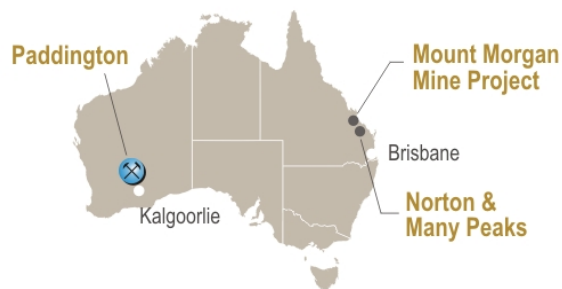 Paddington
Mount Morgan
Mine Project
Brisbane
Norton &
Many Peaks
Kalgoorlie